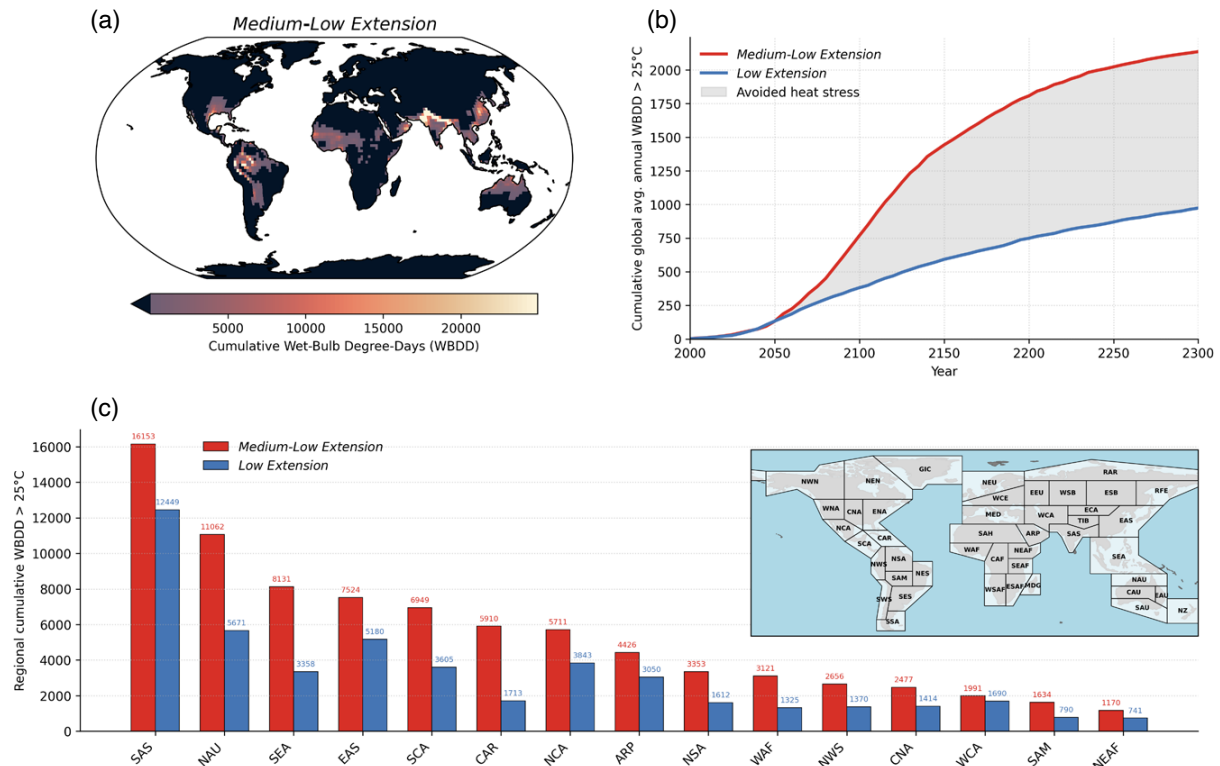 (a)
Medium-Low Extension
5000
10000
15000
20000
Cumulative Wet-Bulb Degree-Days (WBDD)
(b)
Cumulative global avg. annual WBDD > 25°C
2000
1750
1500
1250
1000
750
500
250
0
Medium-Low Extension
Low Extension
Avoided heat stress
2000
2050
2100
2150
2200
2250
2300
Year
(c)
Regional cumulative WBDD > 25°C
16000
14000
12000
10000
8000
6000
4000
2000
0
Medium-Low Extension
Low Extension
16153
12449
11062
5671
8131
3358
7524
5180
6949
3605
5910
1713
5711
3843
4426
3050
3353
1612
3121
1325
2656
1370
2477
1414
1991
1690
1634
790
1170
741
SAS
NAU
SEA
EAS
SCA
CAR
NCA
ARP
NSA
WAF
NWS
CNA
WCA
SAM
NEAF
GIC
NWN
NEN
NEU
RAR
WCE
EEU
WSB
ESB
RFE
WNA
CNA
ENA
MED
WCA
ECA
TIB
EAS
NCA
SCA
CAR
SAH
ARP
SAS
WAF
CAF
NEAF
SEAF
SEA
NWS
NSA
NES
SAM
SWS
SES
SSA
WSAF
ESAF
MDG
NAU
CAU
EAU
SAU
NZ